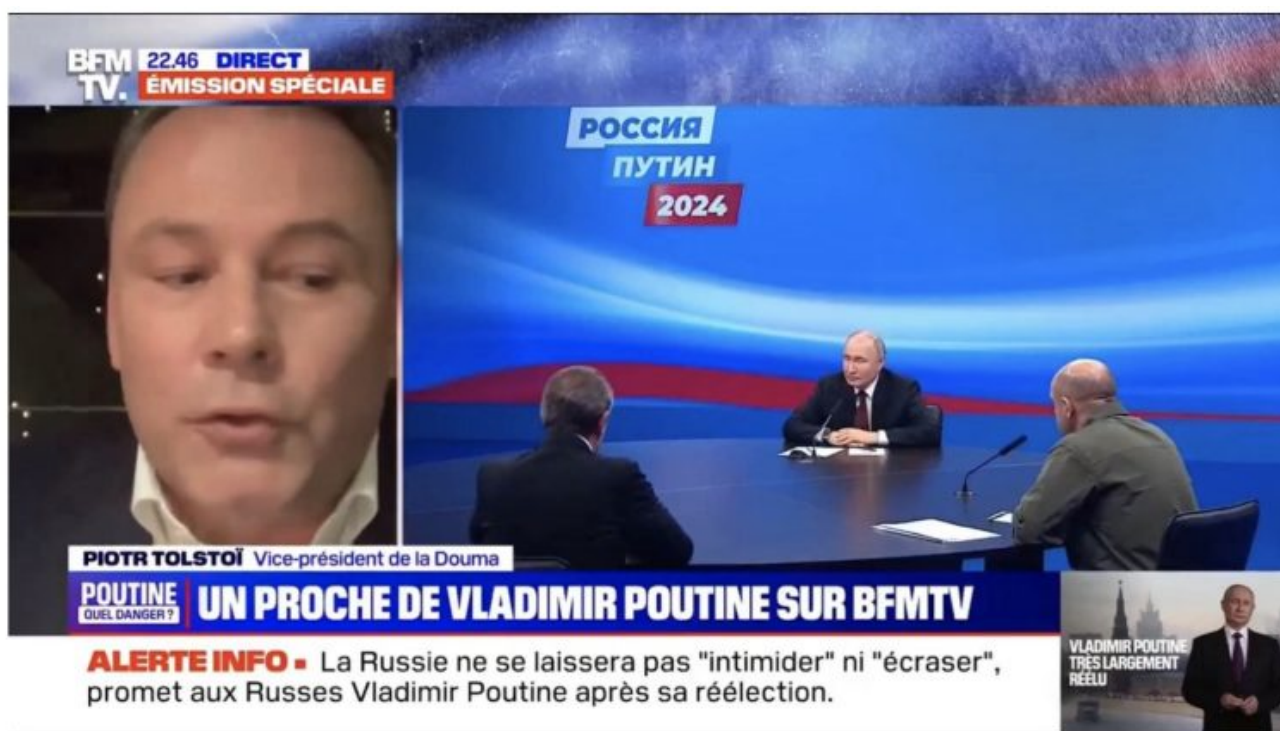 BFM 22.46 DIRECT
TV. ÉMISSION SPÉCIALE
РОССИЯ
ПУТИН
2024
PIOTR TOLSTOÏ Vice-président de la Douma
POUTINE
QUEL DANGER ?
UN PROCHE DE VLADIMIR POUTINE SUR BFMTV
VLADIMIR POUTINE
TRÈS LARGEMENT
RÉÉLU
ALERTE INFO ▪ La Russie ne se laissera pas "intimider" ni "écraser",
promet aux Russes Vladimir Poutine après sa réélection.